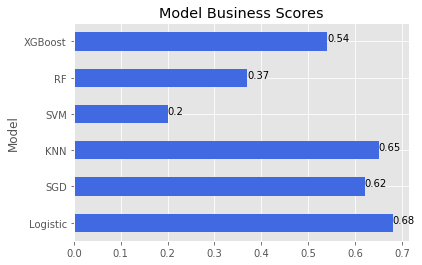 Model Business Scores
XGBoost
0.54
RF
0.37
SVM
0.2
KNN
0.65
SGD
0.62
Logistic
0.68
Model
0.0 0.1 0.2 0.3 0.4 0.5 0.6 0.7